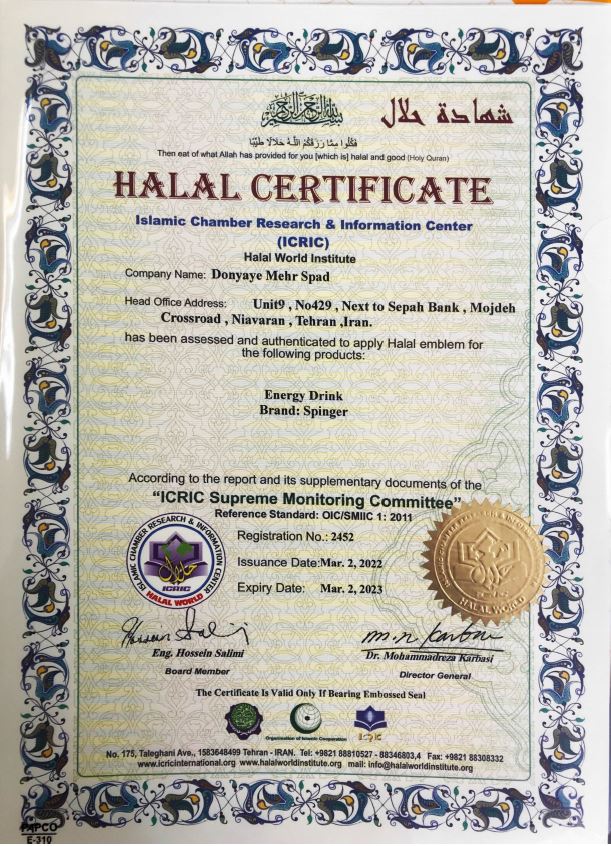 بسم الله الرحمن الرحیم
شهادة حلال
فَكُلُوا مِمَّا رَزَقَكُمُ اللَّهُ حَلَالًا طَيِّبًا
Then eat of what Allah has provided for you [which is] halal and good (Holy Quran)
HALAL CERTIFICATE
Islamic Chamber Research & Information Center
(ICRIC)
Halal World Institute
Company Name: Donyaye Mehr Spad
Head Office Address: Unit9 , No429 , Next to Sepah Bank , Mojdeh
Crossroad , Niavaran , Tehran ,Iran.
has been assessed and authenticated to apply Halal emblem for
the following products:
Energy Drink
Brand: Spinger
According to the report and its supplementary documents of the
“ICRIC Supreme Monitoring Committee”
Reference Standard: OIC/SMIIC 1 : 2011
ISLAMIC CHAMBER RESEARCH & INFORMATION CENTER
حلال
ICRIC
HALAL WORLD
Registration No.: 2452
Issuance Date:Mar. 2, 2022
Expiry Date: Mar. 2, 2023
HALAL WORLD
Eng. Hossein Salimi
Board Member
Dr. Mohammadreza Karbasi
Director General
The Certificate Is Valid Only If Bearing Embossed Seal
Organization of Islamic Cooperation
ICRIC
No. 175, Taleghani Ave., 1583648499 Tehran - IRAN. Tel: +9821 88810527 - 88346803,4 Fax: +9821 88308332
www.icricinternational.org www.halalworldinstitute.org mail: info@halalworldinstitute.org
PAPCO
E-310